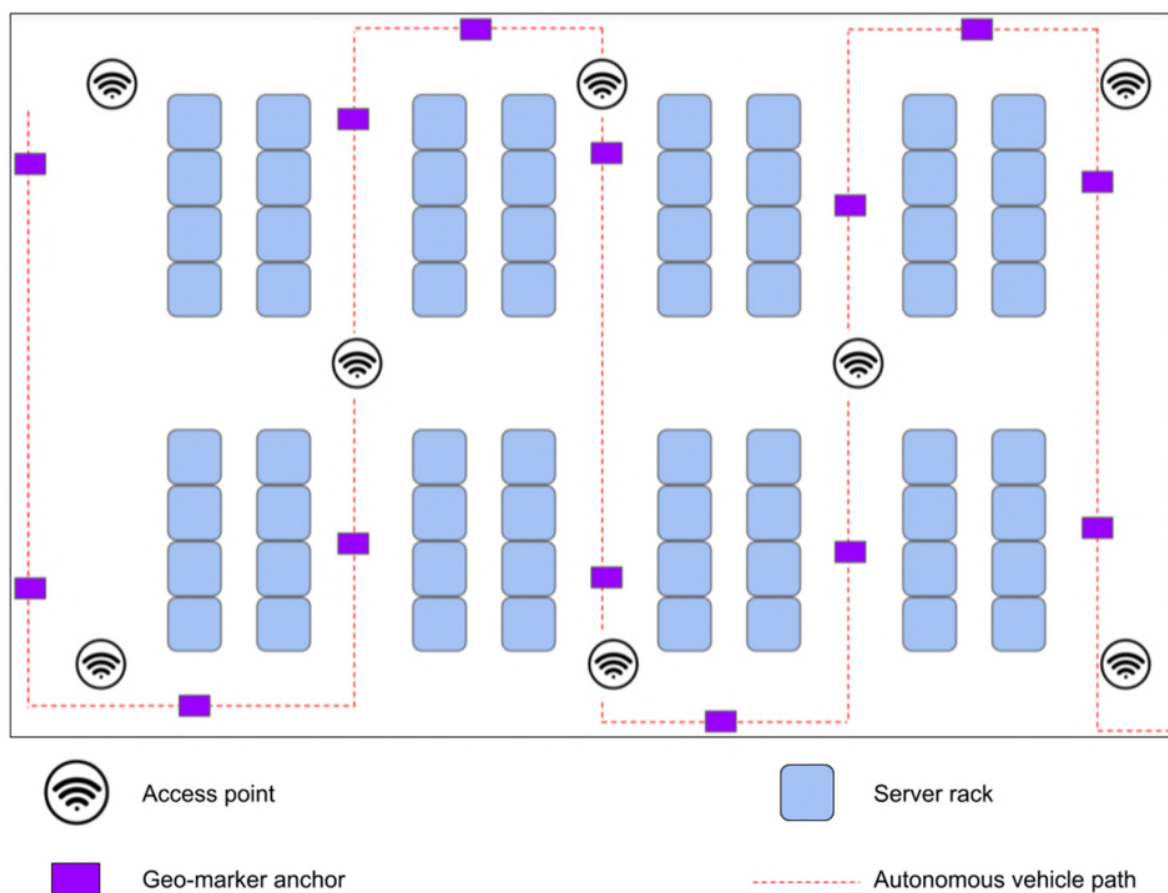 Access point
Server rack
Geo-marker anchor
Autonomous vehicle path